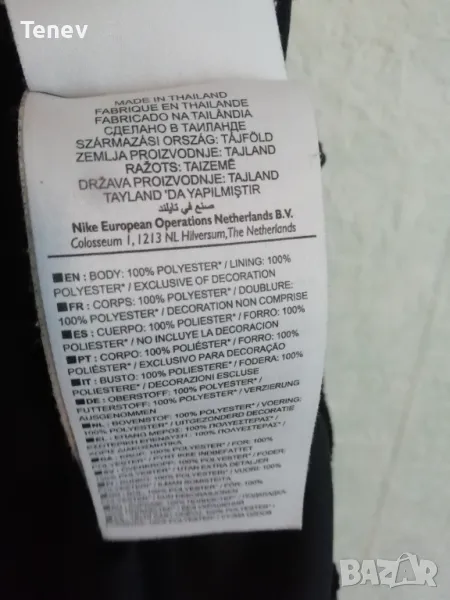 Tenev
MADE IN THAILAND
FABRIQUE EN THAILANDE
FABRICADO NA TAILÂNDIA
СДЕЛАНО В ТАИЛАНДЕ
SZÁRMAZÁSI ORSZÁG: TÁJFÖLD
ZEMLJA PROIZVODNJE: TAJLAND
RAŽOTS: TAIZEMĒ
DRŽAVA PROIZVODNJE: TAJLAND
TAYLAND 'DA YAPILMIŞTIR
صنع في تايلاند
Nike European Operations Netherlands B.V.
Colosseum 1, 1213 NL Hilversum, The Netherlands
EN: BODY: 100% POLYESTER* / LINING: 100%
POLYESTER* / EXCLUSIVE OF DECORATION
FR: CORPS: 100% POLYESTER* / DOUBLURE:
100% POLYESTER* / DECORATION NON COMPRISE
ES: CUERPO: 100% POLIESTER* / FORRO: 100%
POLIESTER* / NO INCLUYE LA DECORACION
PT: CORPO: 100% POLIÉSTER* / FORRO: 100%
POLIÉSTER* / EXCLUSIVO PARA DECORAÇÃO
IT: BUSTO: 100% POLIESTERE* / FODERA: 100%
POLIESTERE* / DECORAZIONI ESCLUSE
DE: OBERSTOFF: 100% POLYESTER* /
FUTTERSTOFF: 100% POLYESTER* / VERZIERUNG
AUSGENOMMEN
NL: BOVENSTOF: 100% POLYESTER* / VOERING:
100% POLYESTER* / UITGEZONDERD DECORATIE
100% ΠΟΛΥΕΣΤΕΡΑΣ* /
bazar.bg